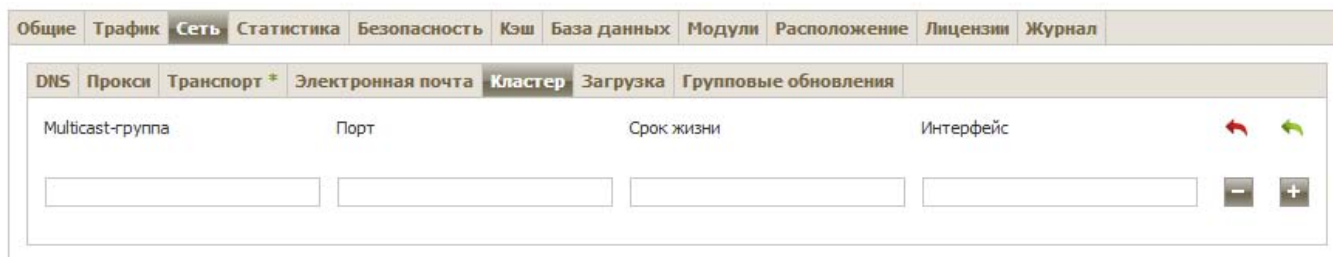 Общие Трафик Сеть Статистика Безопасность Кэш База данных Модули Расположение Лицензии Журнал
DNS Прокси Транспорт * Электронная почта Кластер Загрузка Групповые обновления
Multicast-группа Порт Срок жизни Интерфейс